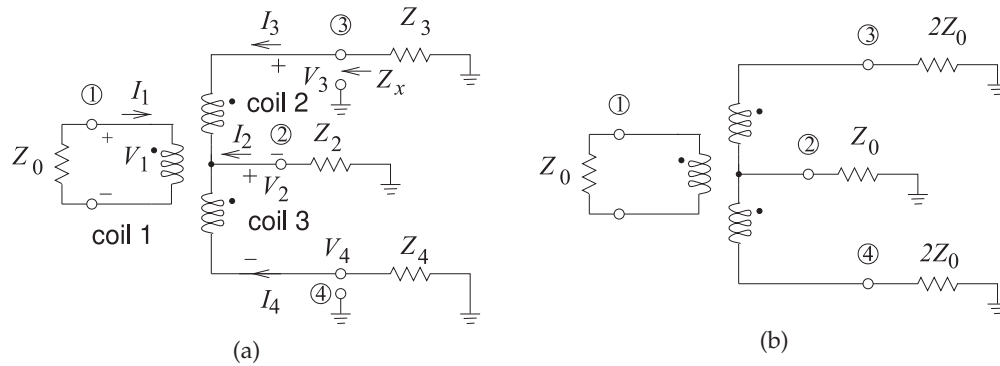 I3
③
Z3
+
V3
Zx
①
I1
coil 2
+
I2
②
Z2
Z0
V1
−
+
V2
−
coil 3
coil 1
−
V4
Z4
I4
④
(a)
③
2Z0
①
②
Z0
Z0
④
2Z0
(b)